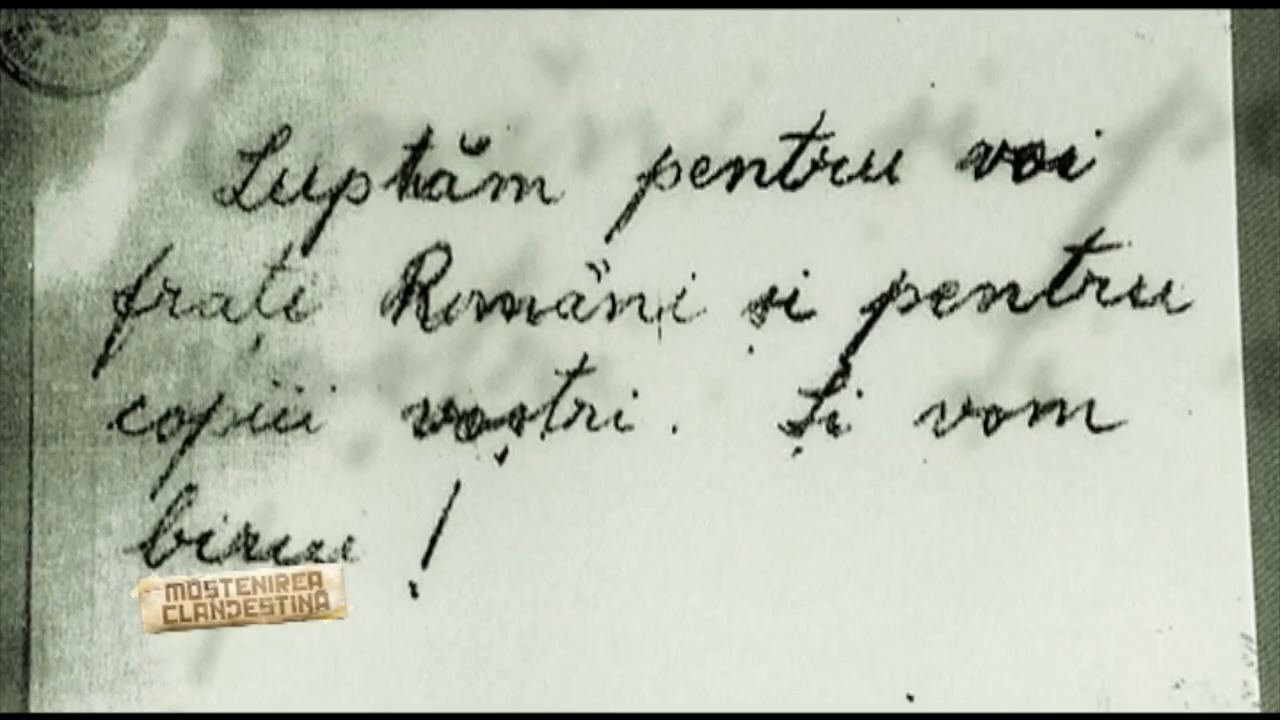 Luptăm pentru voi
frați Români și pentru
copiii voștri. Și vom
birui!
MOȘTENIREA
CLANDESTINĂ